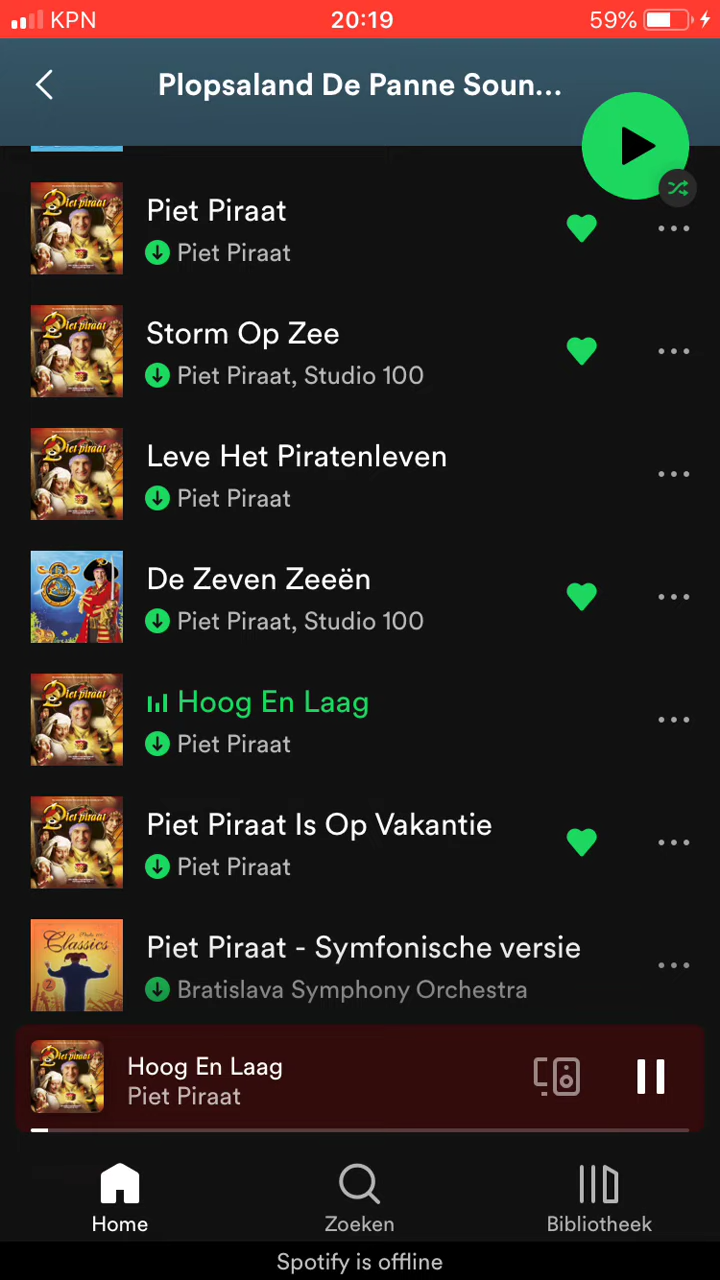 KPN
20:19
59%
Plopsaland De Panne Soun...
Piet Piraat
Piet Piraat
Storm Op Zee
Piet Piraat, Studio 100
Leve Het Piratenleven
Piet Piraat
De Zeven Zeeën
Piet Piraat, Studio 100
Hoog En Laag
Piet Piraat
Piet Piraat Is Op Vakantie
Piet Piraat
Classics
Piet Piraat - Symfonische versie
Bratislava Symphony Orchestra
Hoog En Laag
Piet Piraat
Home
Zoeken
Bibliotheek
Spotify is offline